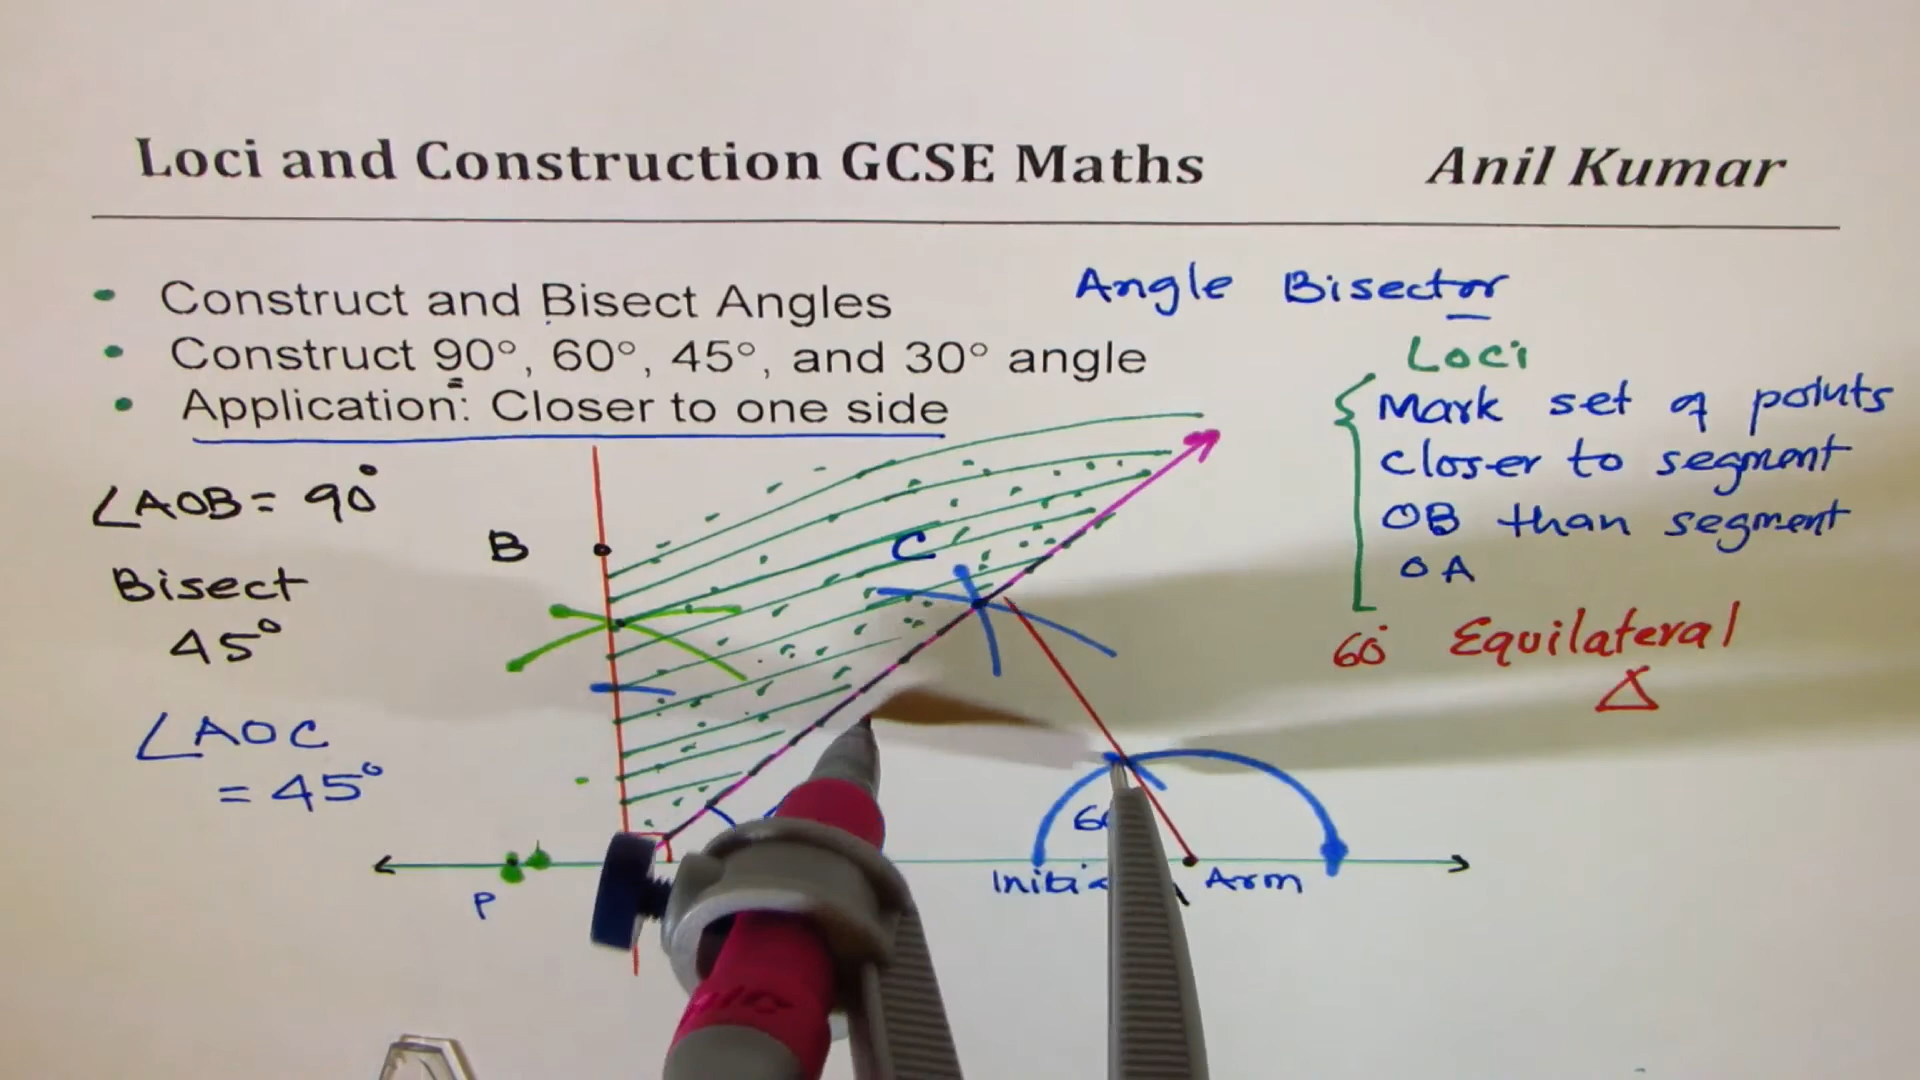 Loci and Construction GCSE Maths Anil Kumar
• Construct and Bisect Angles
• Construct 90°, 60°, 45°, and 30° angle
• Application: Closer to one side
Angle Bisector
Loci
Mark set of points
closer to segment
OB than segment
OA
60° Equilateral
∠AOB = 90°
Bisect
45°
∠AOC
= 45°
B
C
P
Arm